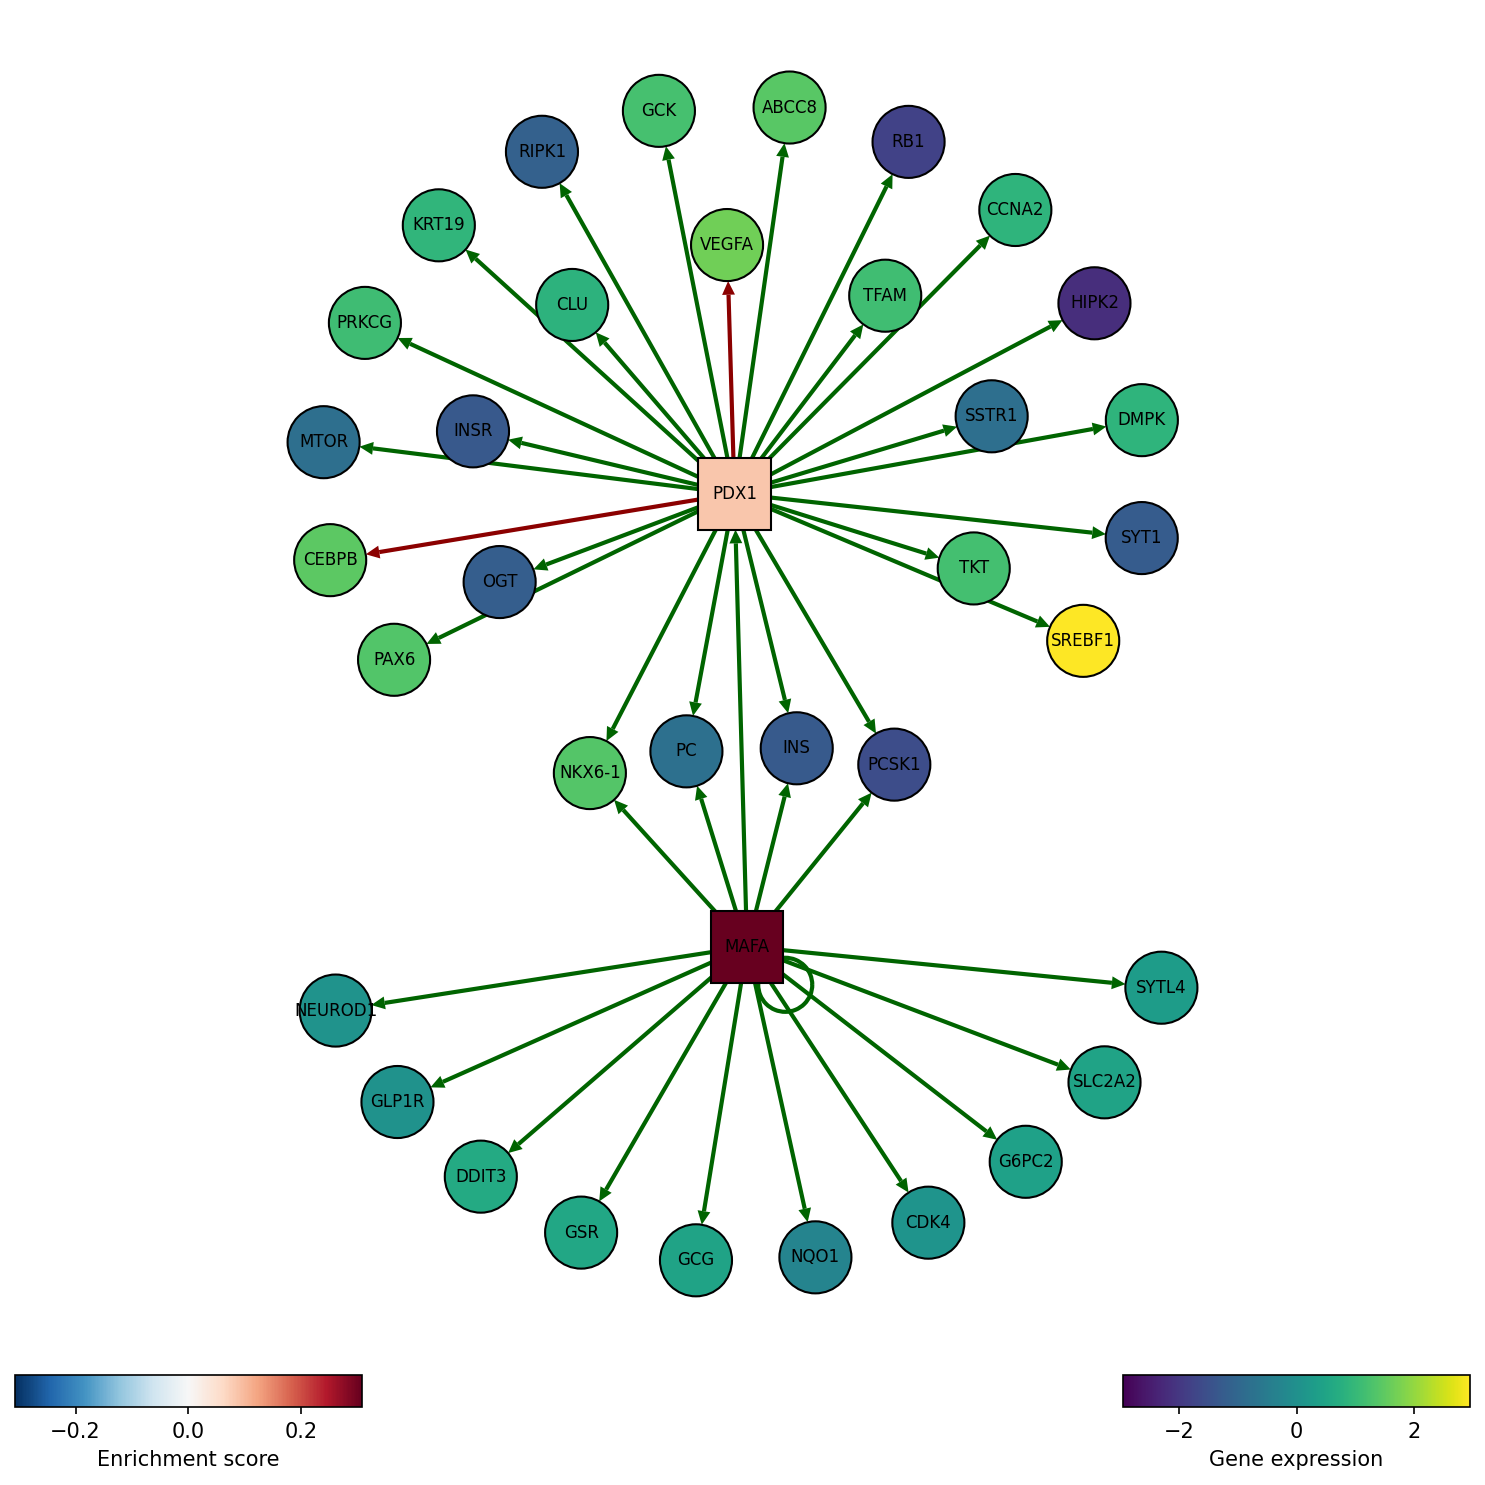 ABCC8
GCK
RB1
RIPK1
CCNA2
KRT19
VEGFA
TFAM
HIPK2
CLU
PRKCG
SSTR1
DMPK
INSR
MTOR
PDX1
SYT1
CEBPB
TKT
OGT
SREBF1
PAX6
INS
PC
PCSK1
NKX6-1
MAFA
SYTL4
NEUROD1
SLC2A2
GLP1R
G6PC2
DDIT3
CDK4
GSR
NQO1
GCG
−0.2 0.0 0.2
Enrichment score
−2 0 2
Gene expression